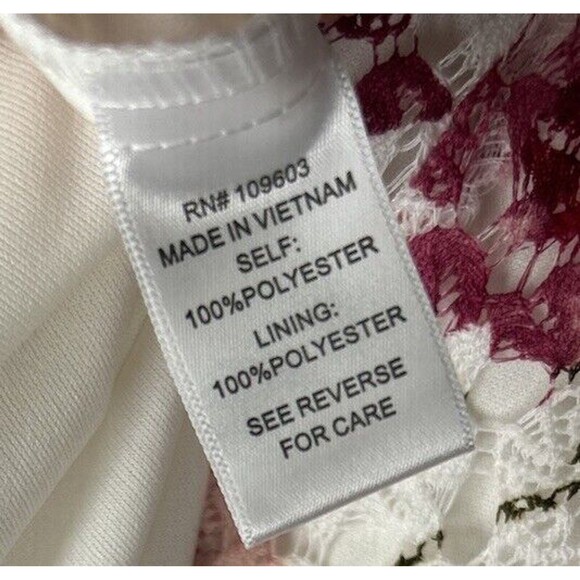 RN# 109603
MADE IN VIETNAM
SELF:
100%POLYESTER
LINING:
100%POLYESTER
SEE REVERSE
FOR CARE